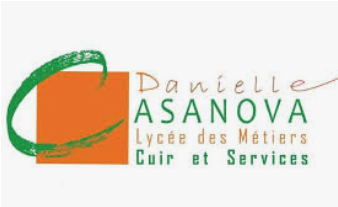 Danielle
CASANOVA
Lycée des Métiers
Cuir et Services